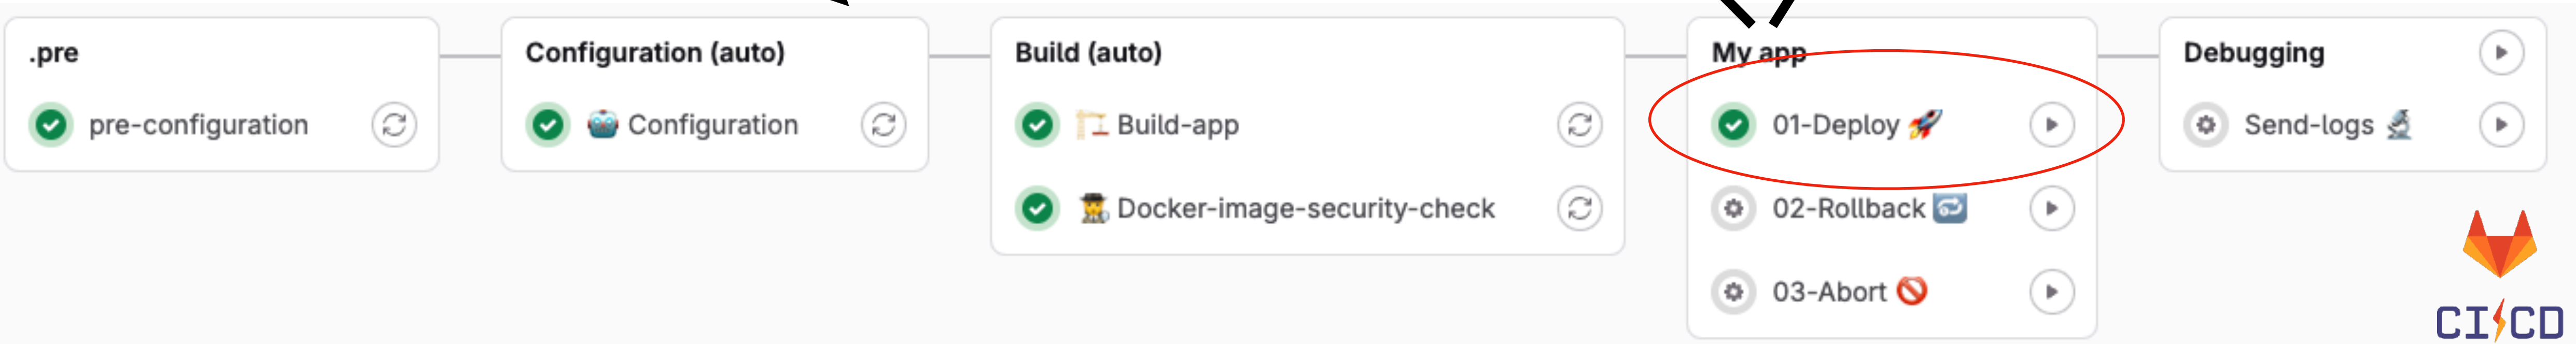 .pre
pre-configuration
Configuration (auto)
🤖 Configuration
Build (auto)
🏗️ Build-app
🕵️ Docker-image-security-check
My app
01-Deploy 🚀
02-Rollback 🔁
03-Abort 🚫
Debugging
Send-logs 🔬
CI/CD